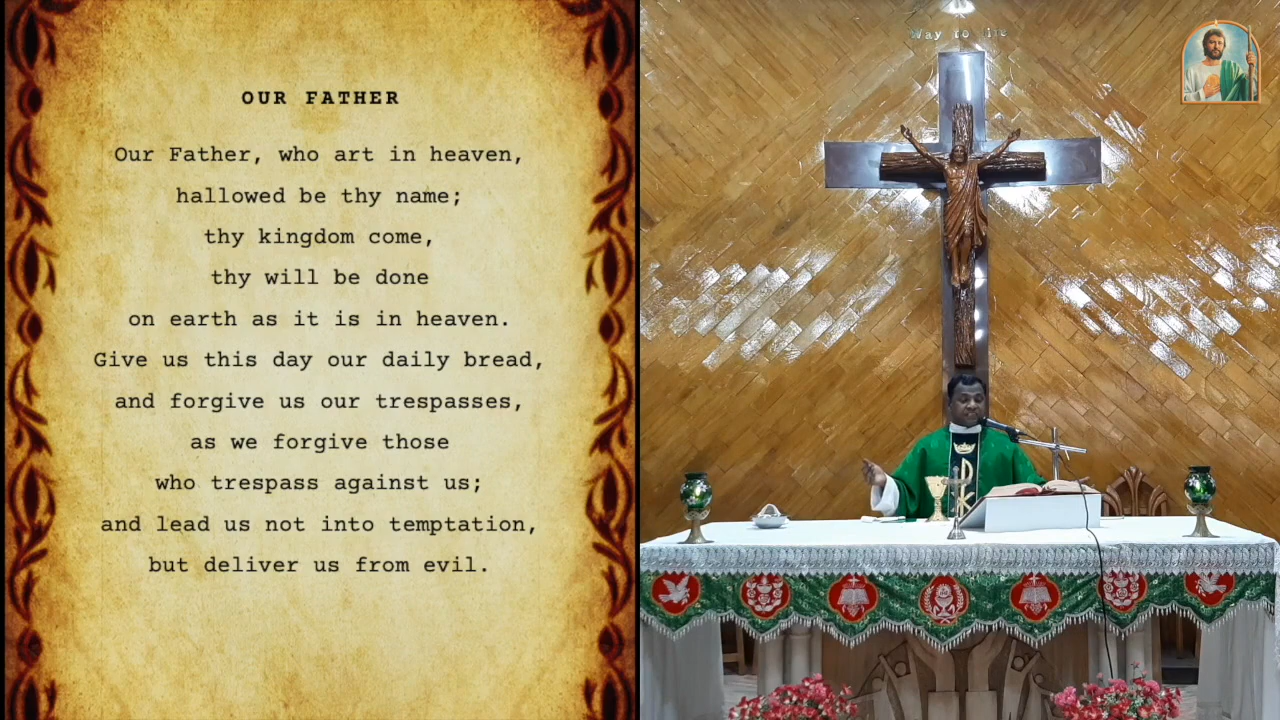 OUR FATHER
Our Father, who art in heaven,
hallowed be thy name;
thy kingdom come,
thy will be done
on earth as it is in heaven.
Give us this day our daily bread,
and forgive us our trespasses,
as we forgive those
who trespass against us;
and lead us not into temptation,
but deliver us from evil.
Way to life